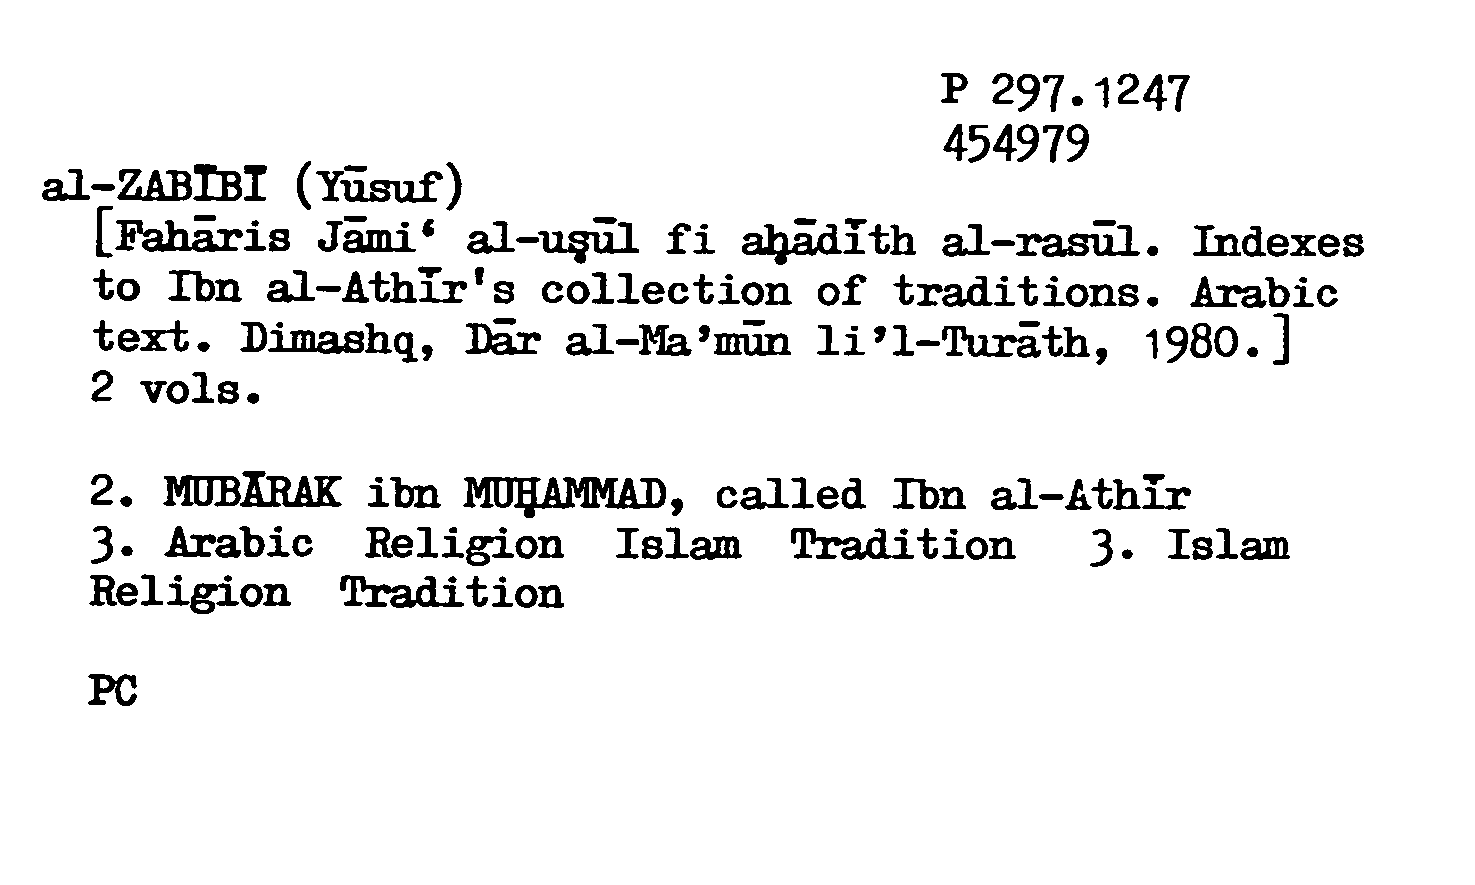 P 297.1247
454979
al-ZABĪBĪ (Yūsuf)
[Fahāris Jāmi‘ al-uṣūl fi aḥādīth al-rasūl. Indexes
to Ibn al-Athīr's collection of traditions. Arabic
text. Dimashq, Dār al-Ma’mūn li’l-Turāth, 1980.]
2 vols.
2. MUBĀRAK ibn MUḤAMMAD, called Ibn al-Athīr
3. Arabic Religion Islam Tradition 3. Islam
Religion Tradition
PC